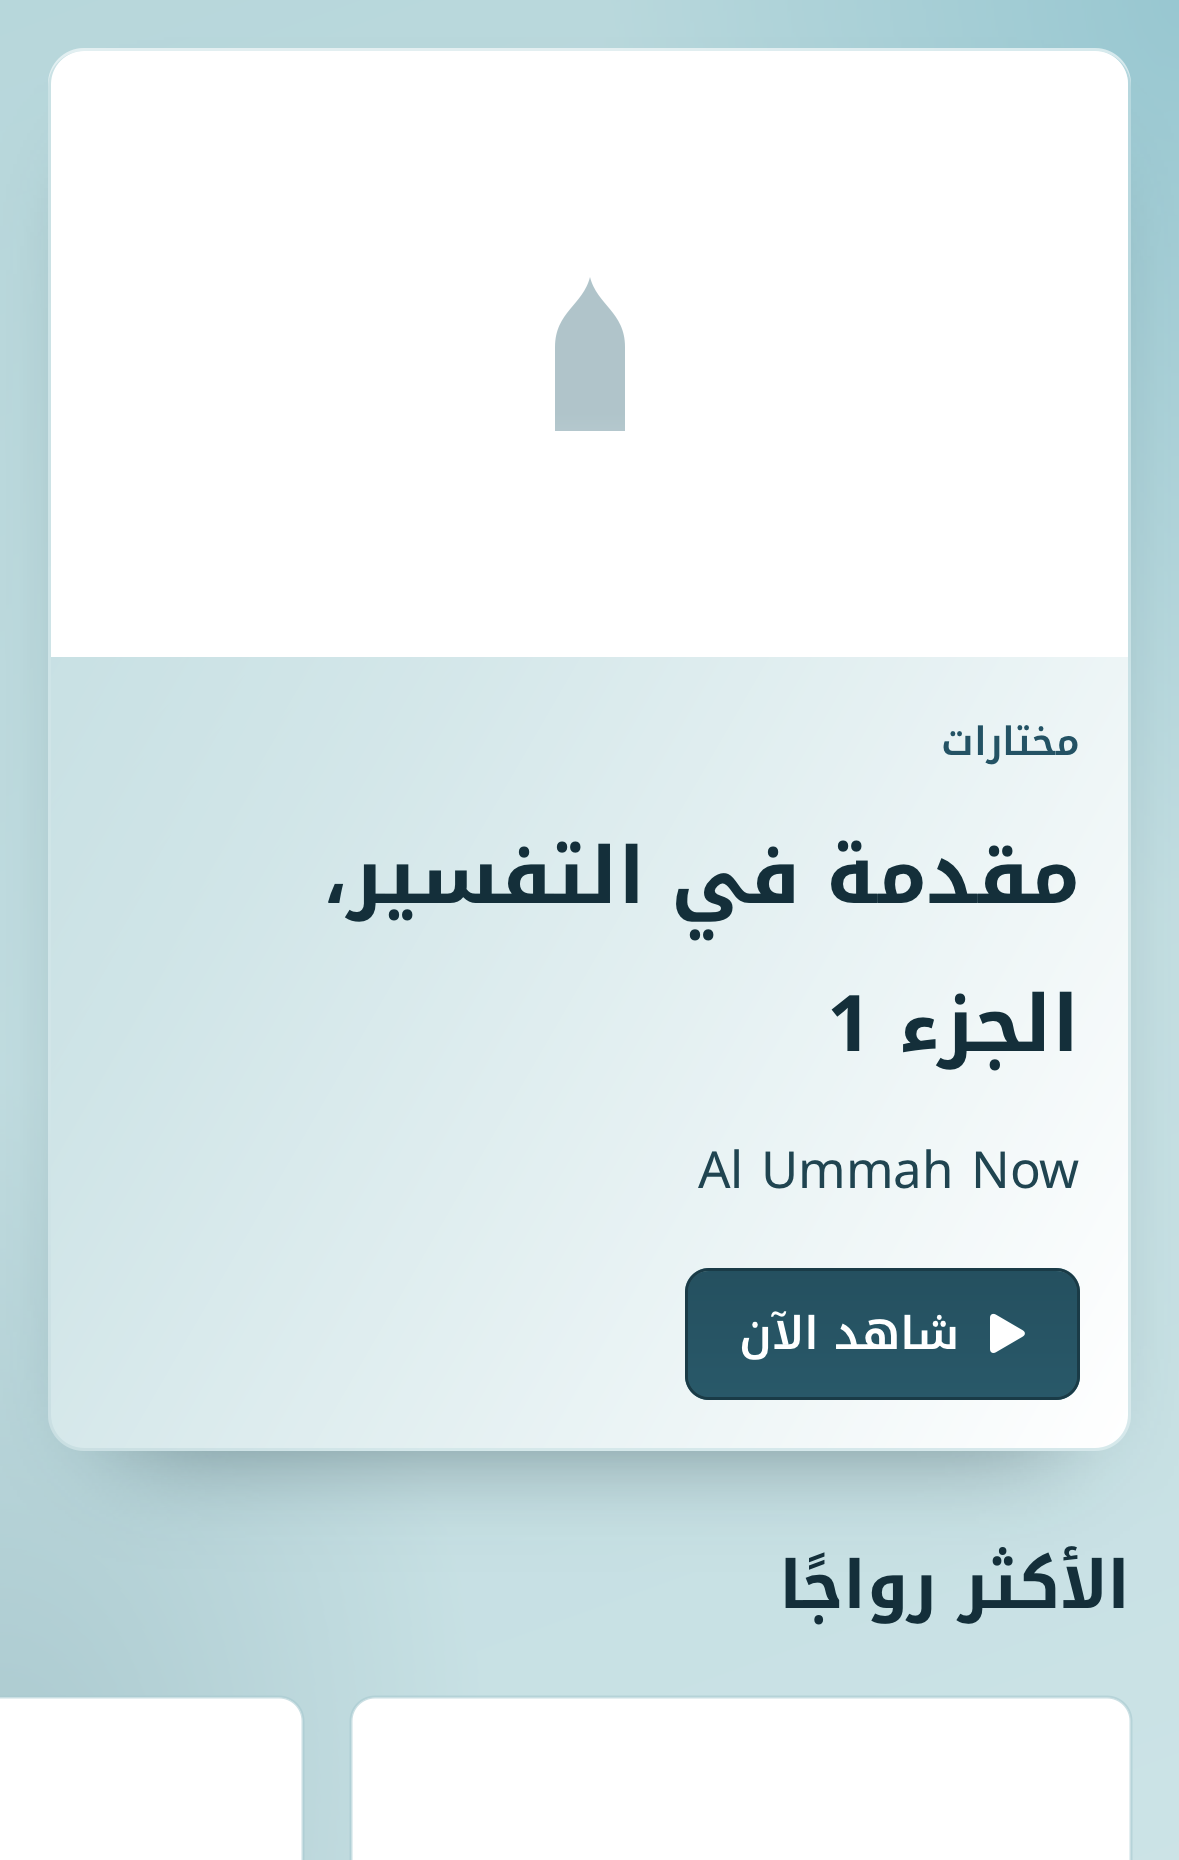 مختارات
مقدمة في التفسير،
الجزء 1
Al Ummah Now
شاهد الآن
الأكثر رواجًا